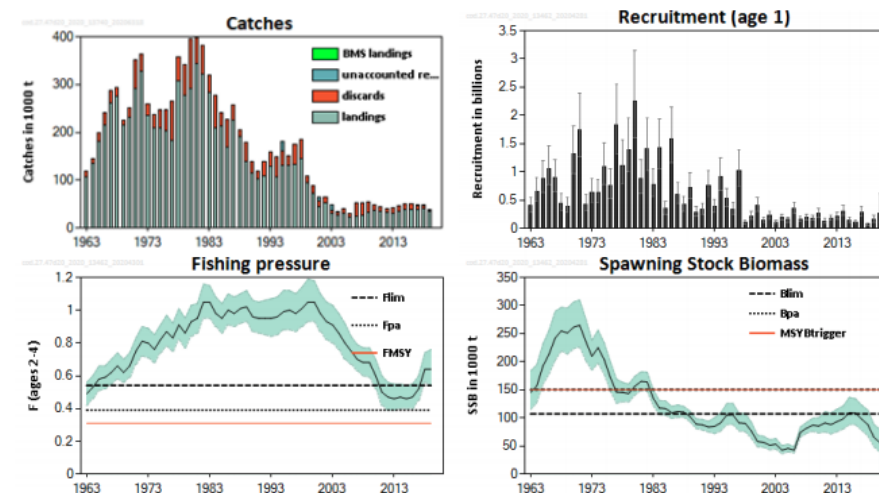 Catches
Catches in 1000 t
400
300
200
100
0
BMS landings
unaccounted re...
discards
landings
1963 1973 1983 1993 2003 2013
Recruitment (age 1)
Recruitment in billions
3.5
3
2.5
2
1.5
1
0.5
0
1963 1973 1983 1993 2003 2013
Fishing pressure
F (ages 2-4)
1.2
1
0.8
0.6
0.4
0.2
0
Flim
Fpa
FMSY
1963 1973 1983 1993 2003 2013
Spawning Stock Biomass
SSB in 1000 t
350
300
250
200
150
100
50
0
Blim
Bpa
MSYBtrigger
1963 1973 1983 1993 2003 2013